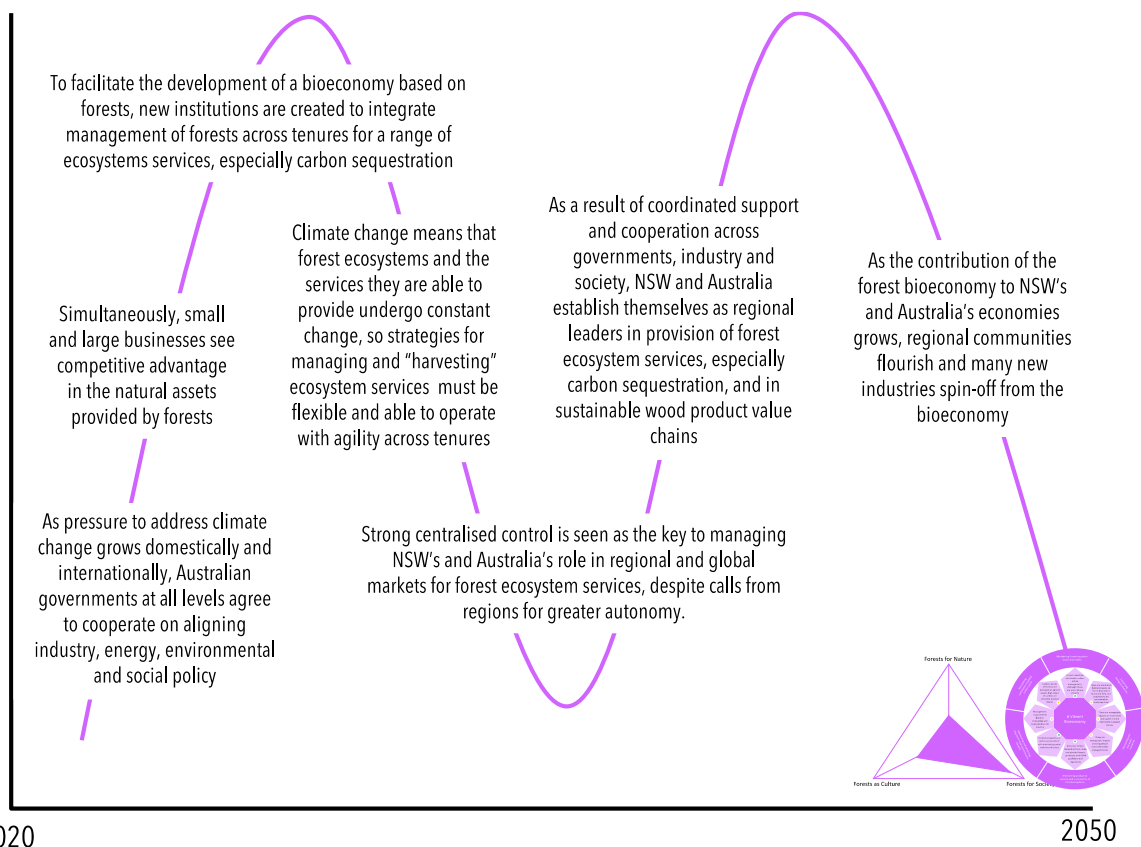 To facilitate the development of a bioeconomy based on
forests, new institutions are created to integrate
management of forests across tenures for a range of
ecosystems services, especially carbon sequestration
Simultaneously, small
and large businesses see
competitive advantage
in the natural assets
provided by forests
As pressure to address climate
change grows domestically and
internationally, Australian
governments at all levels agree
to cooperate on aligning
industry, energy, environmental
and social policy
Climate change means that
forest ecosystems and the
services they are able to
provide undergo constant
change, so strategies for
managing and “harvesting”
ecosystem services must be
flexible and able to operate
with agility across tenures
Strong centralised control is seen as the key to managing
NSW’s and Australia’s role in regional and global
markets for forest ecosystem services, despite calls from
regions for greater autonomy.
As a result of coordinated support
and cooperation across
governments, industry and
society, NSW and Australia
establish themselves as regional
leaders in provision of forest
ecosystem services, especially
carbon sequestration, and in
sustainable wood product value
chains
As the contribution of the
forest bioeconomy to NSW’s
and Australia’s economies
grows, regional communities
flourish and many new
industries spin-off from the
bioeconomy
Forests for Nature
Forests as Culture
Forests for Societ
A Vibrant
Bioeconomy
020
2050